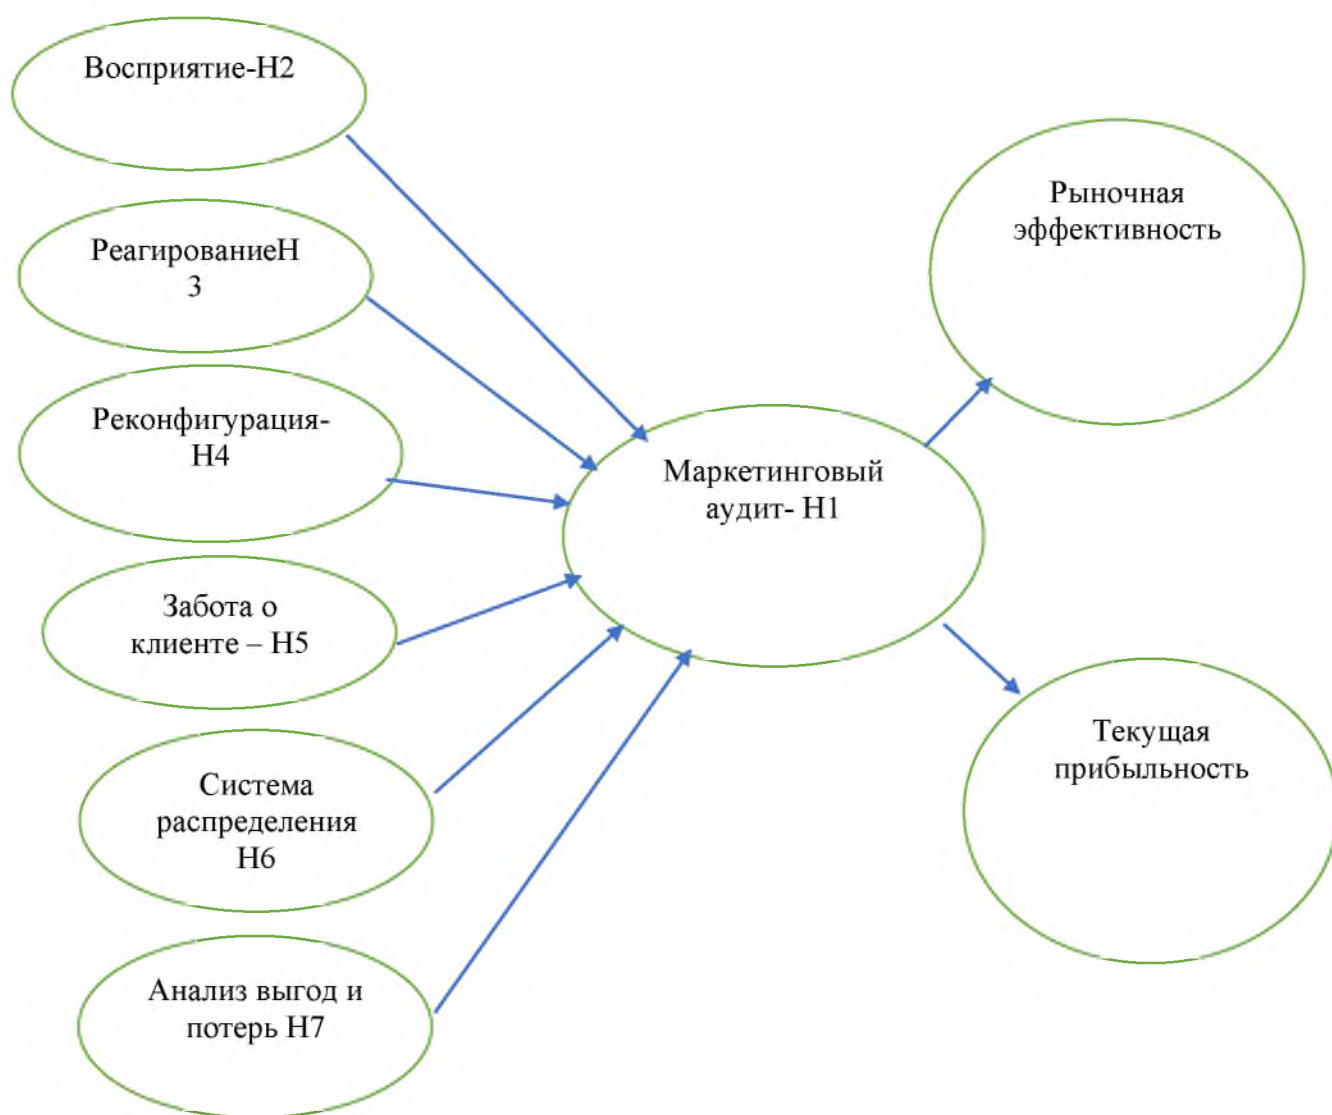 Восприятие-Н2
РеагированиеН
3
Реконфигурация-
Н4
Забота о
клиенте – Н5
Система
распределения
Н6
Анализ выгод и
потерь Н7
Маркетинговый
аудит- Н1
Рыночная
эффективность
Текущая
прибыльность